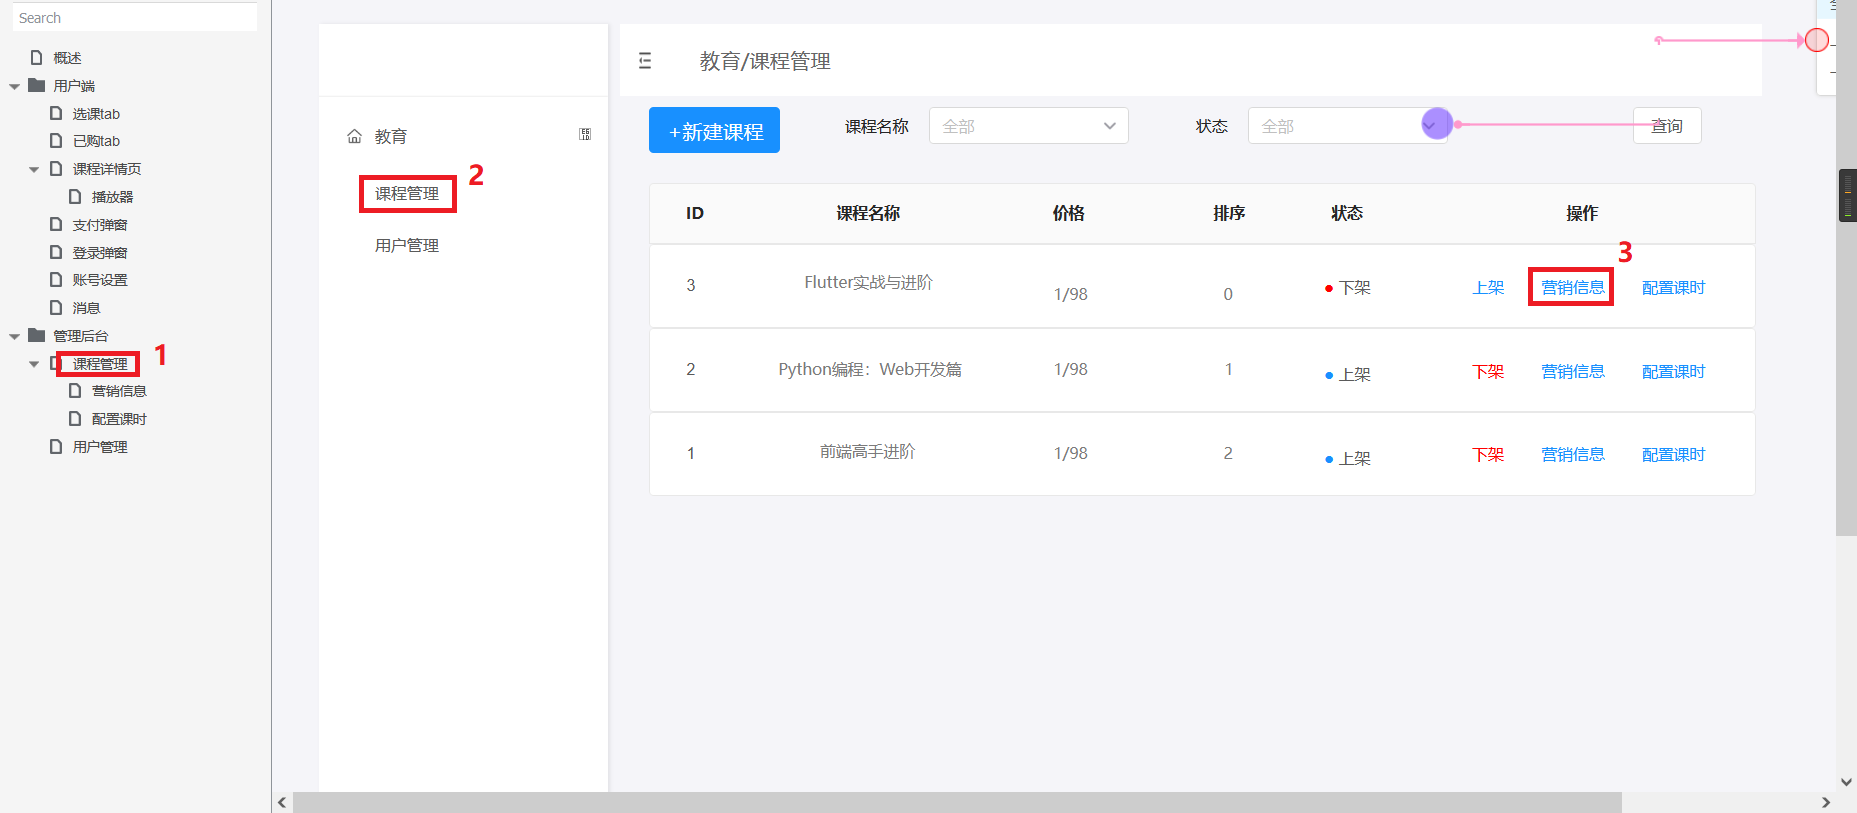 Search
概述
用户端
选课tab
已购tab
课程详情页
播放器
支付弹窗
登录弹窗
账号设置
消息
管理后台
课程管理 1
营销信息
配置课时
用户管理
教育
课程管理 2
用户管理
教育/课程管理
+新建课程 课程名称 全部 状态 全部 查询
ID 课程名称 价格 排序 状态 操作
3
3 Flutter实战与进阶 1/98 0 下架 上架 营销信息 配置课时
2 Python编程：Web开发篇 1/98 1 上架 下架 营销信息 配置课时
1 前端高手进阶 1/98 2 上架 下架 营销信息 配置课时